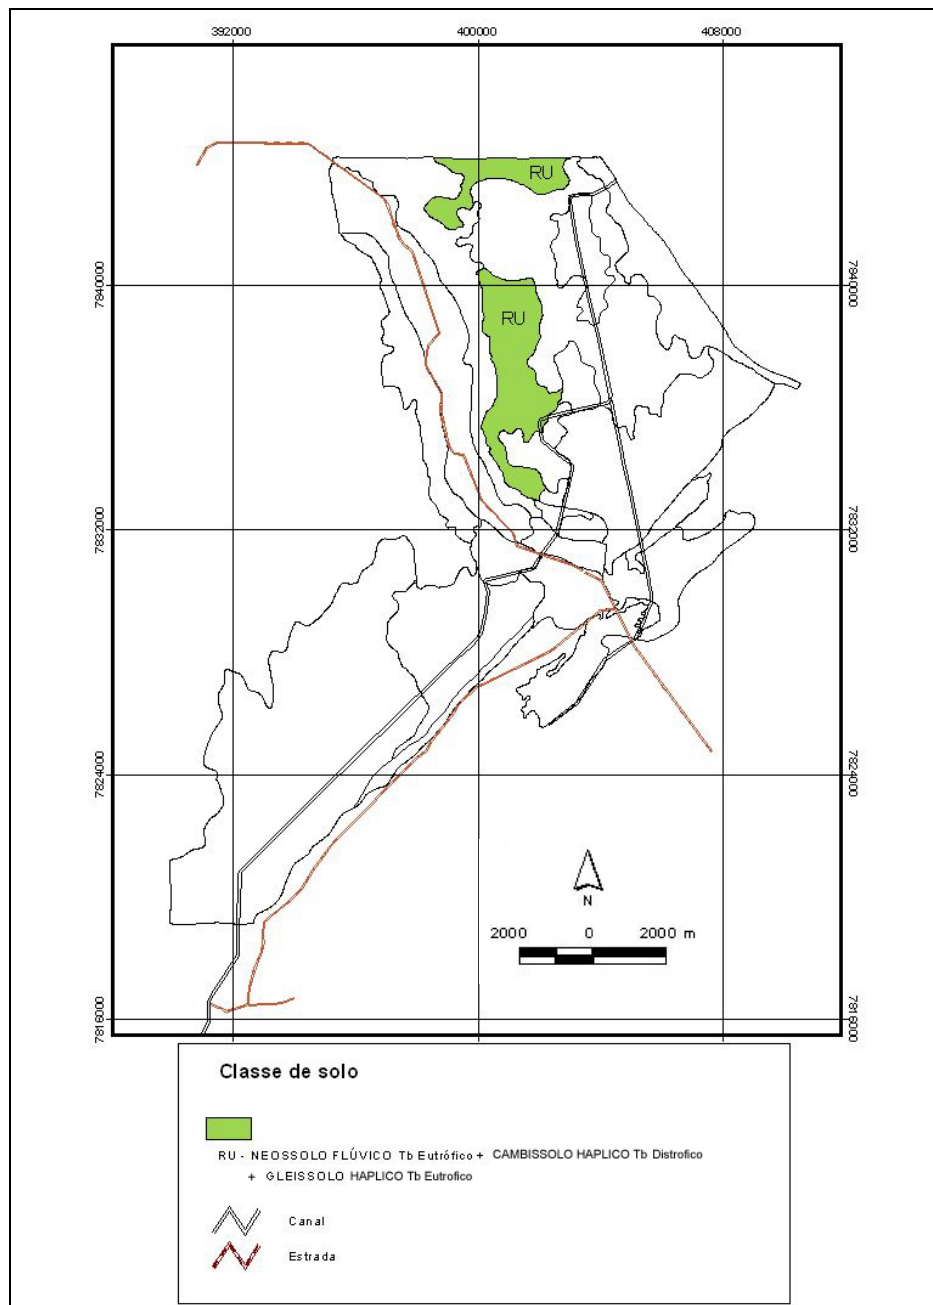 392000
400000
408000
RU
7840000
7840000
RU
7832000
7832000
7824000
7824000
N
2000 0 2000 m
7816000
7816000
Classe de solo
RU - NEOSSOLO FLÚVICO Tb Eutrófico + CAMBISSOLO HAPLICO Tb Distrofico
+ GLEISSOLO HAPLICO Tb Eutrofico
Canal
Estrada